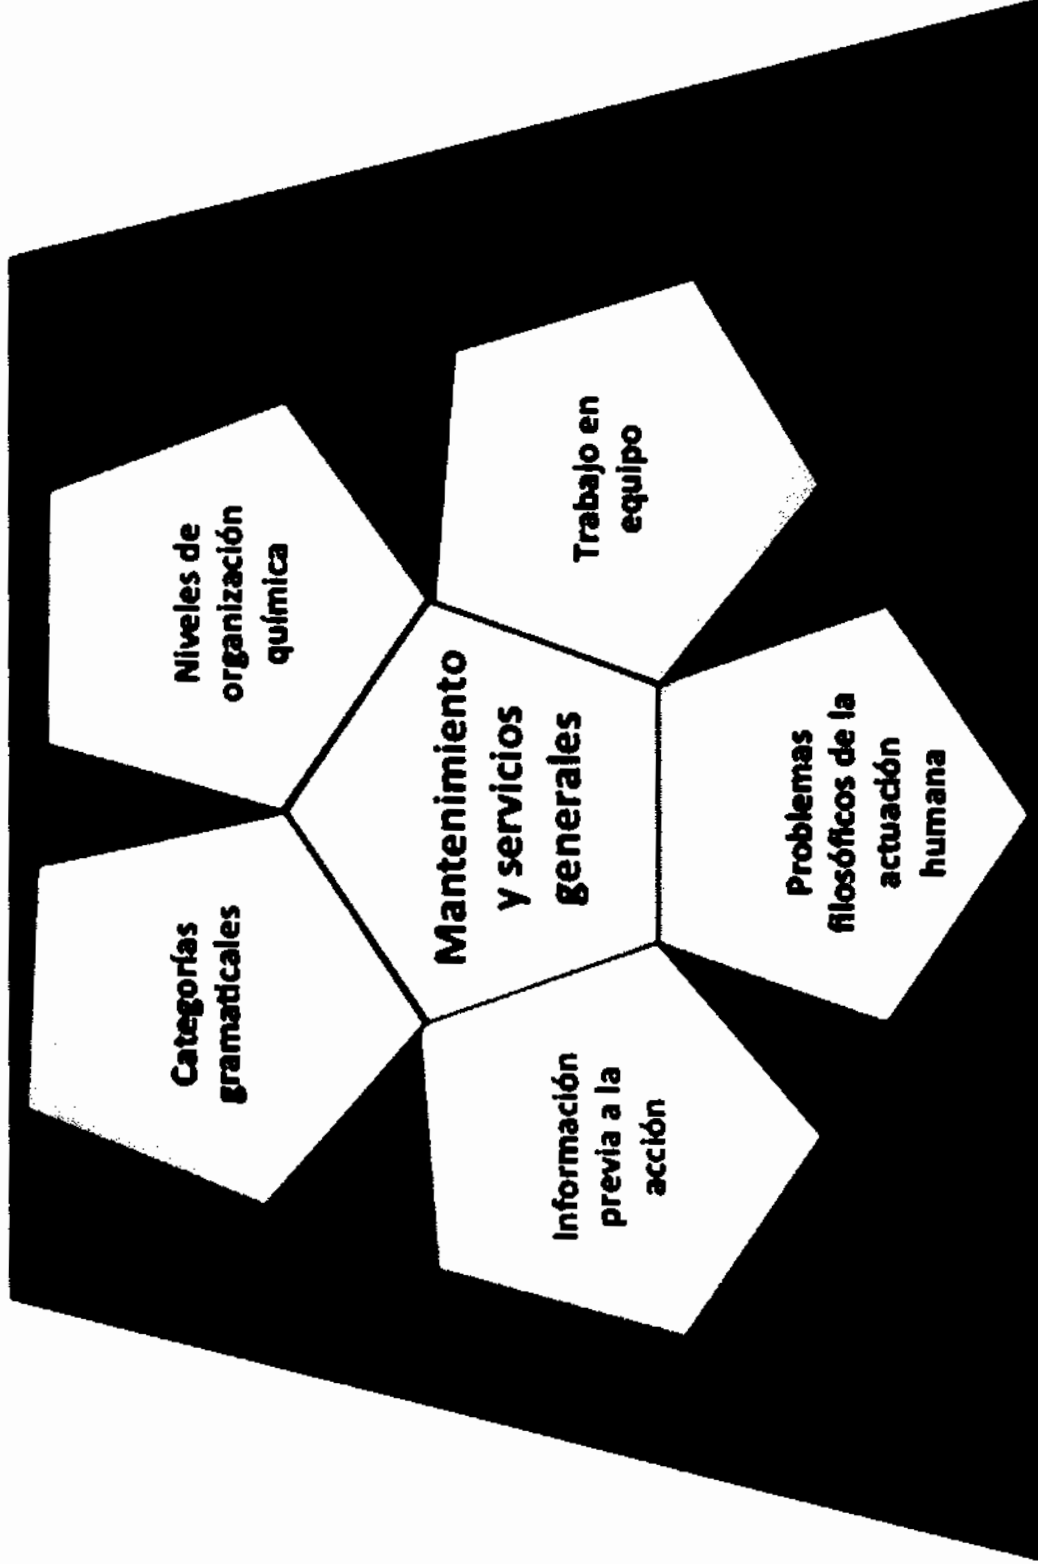 Categorías
gramaticales
Niveles de
organización
química
Mantenimiento
y servicios
generales
Información
previa a la
acción
Trabajo en
equipo
Problemas
filosóficos de la
actuación
humana